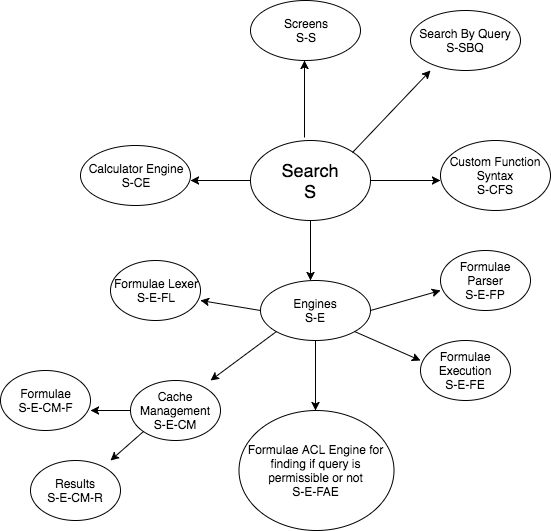 Screens
S-S
Search By Query
S-SBQ
Calculator Engine
S-CE
Search
S
Custom Function
Syntax
S-CFS
Formulae Lexer
S-E-FL
Engines
S-E
Formulae
Parser
S-E-FP
Formulae
Execution
S-E-FE
Formulae
S-E-CM-F
Cache
Management
S-E-CM
Results
S-E-CM-R
Formulae ACL Engine for
finding if query is
permissible or not
S-E-FAE